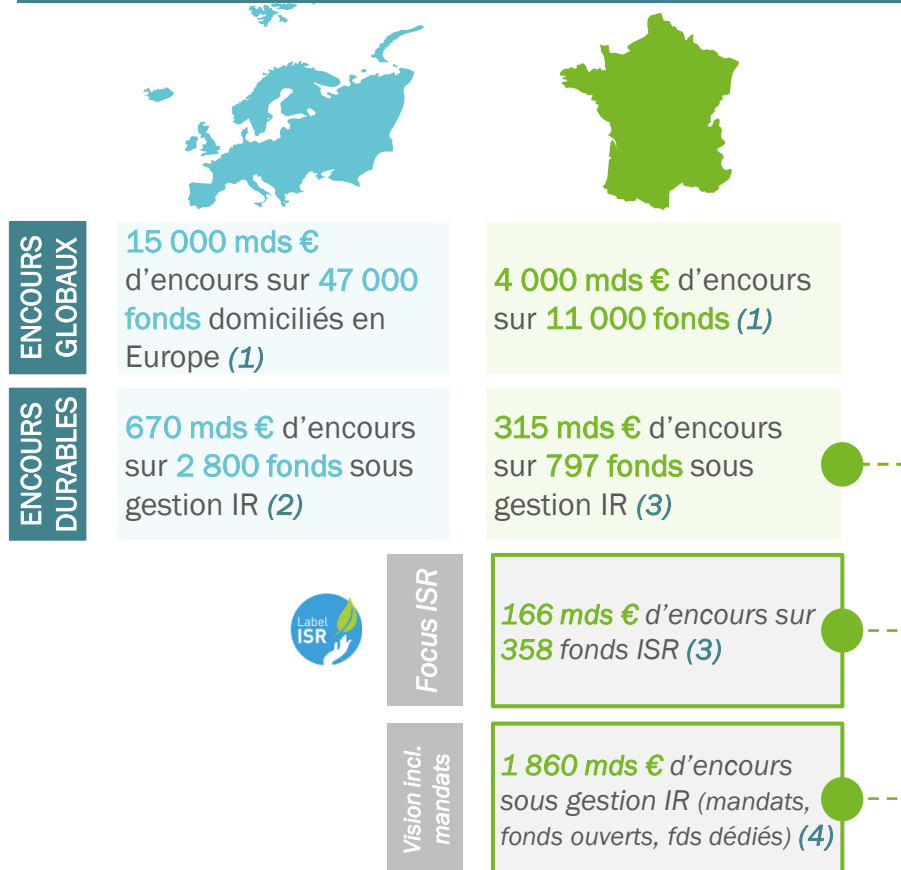 ENCOURS
GLOBAUX
15 000 mds €
d'encours sur 47 000
fonds domiciliés en
Europe (1)
4 000 mds € d'encours
sur 11 000 fonds (1)
ENCOURS
DURABLES
670 mds € d'encours
sur 2 800 fonds sous
gestion IR (2)
315 mds € d'encours
sur 797 fonds sous
gestion IR (3)
Label
ISR
Focus ISR
166 mds € d'encours sur
358 fonds ISR (3)
Vision incl.
mandats
1 860 mds € d'encours
sous gestion IR (mandats,
fonds ouverts, fds dédiés) (4)